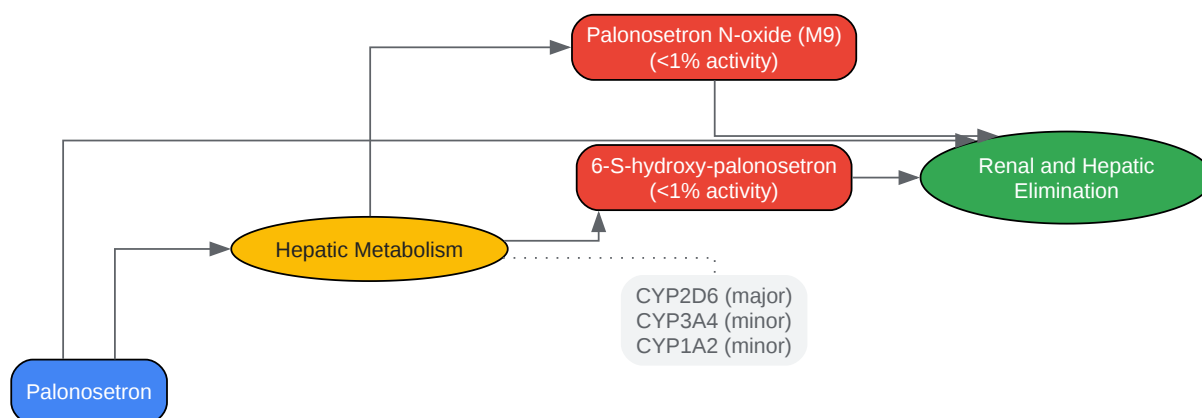 Palonosetron N-oxide (M9)
(<1% activity)
6-S-hydroxy-palonosetron
(<1% activity)
Renal and Hepatic
Elimination
Hepatic Metabolism
CYP2D6 (major)
CYP3A4 (minor)
CYP1A2 (minor)
Palonosetron